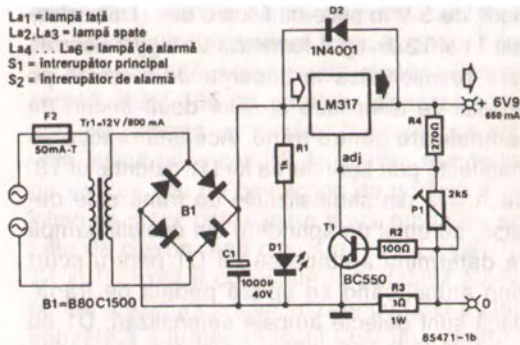 La1 = lampă față
La2,La3 = lampă spate
La4. . . La6 = lampă de alarmă
S1 = întrerupător principal
S2 = întrerupător de alarmă
D2
1N4001
LM317
adj
+ 6V9
650 mA
F2
50mA-T
Tr1=12V /800 mA
B1
B1=B80C1500
C1
1000µ
40V
R1
D1
T1
BC550
R2
100Ω
R3
1Ω
1W
R4
270Ω
P1
2k5
0
85471-1b